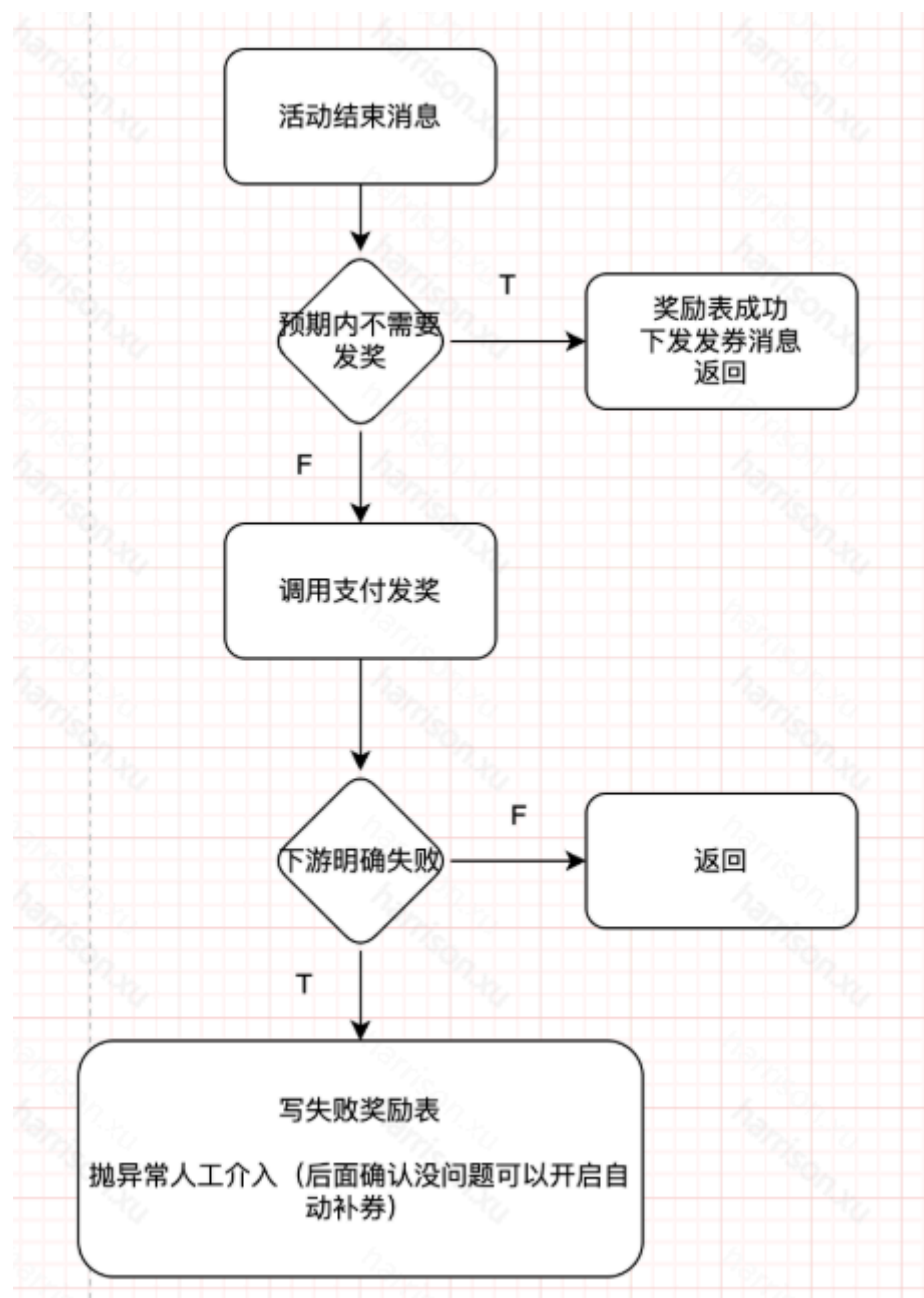 活动结束消息
预期内不需要
发奖
T
奖励表成功
下发发券消息
返回
F
调用支付发奖
下游明确失败
F
返回
T
写失败奖励表
抛异常人工介入（后面确认没问题可以开启自
动补券）
harrison.xu